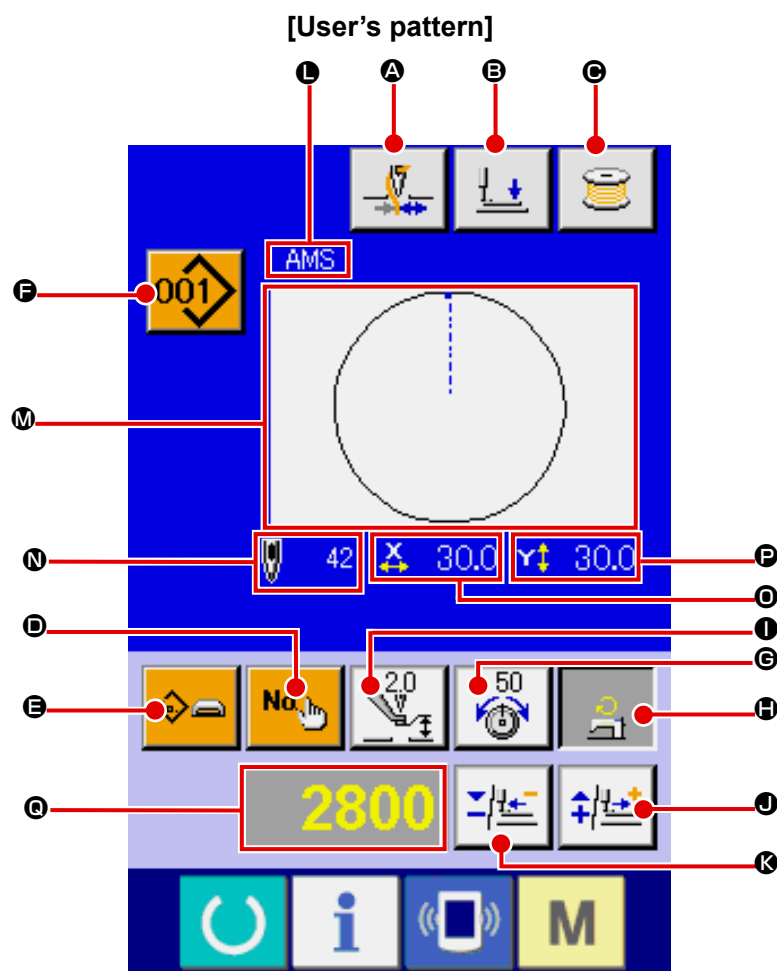 [User’s pattern]
L A B C
AMS
F 001
M
N 42 X 30.0 Y 30.0 P
O
D I
2.0 50 G
E No. H
Q 2800 J
K
i M